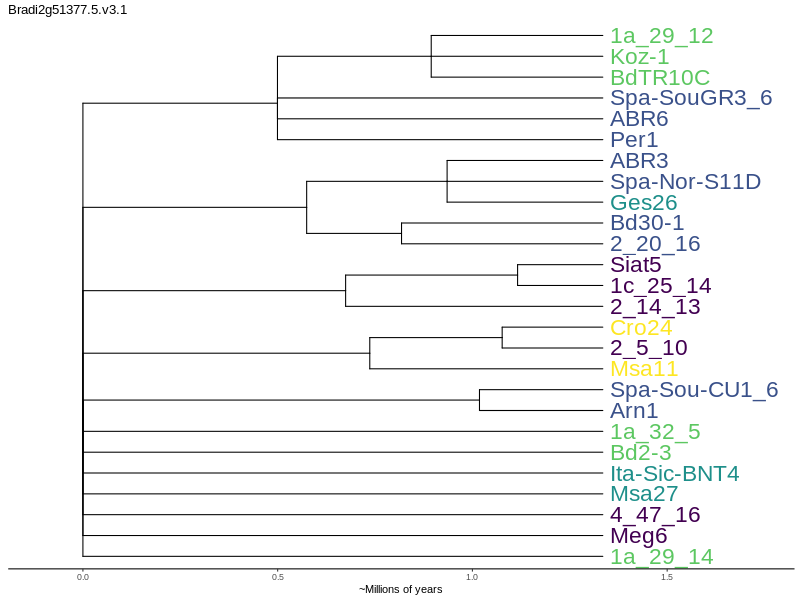 Bradi2g51377.5.v3.1
1a_29_12
Koz-1
BdTR10C
Spa-SouGR3_6
ABR6
Per1
ABR3
Spa-Nor-S11D
Ges26
Bd30-1
2_20_16
Siat5
1c_25_14
2_14_13
Cro24
2_5_10
Msa11
Spa-Sou-CU1_6
Arn1
1a_32_5
Bd2-3
Ita-Sic-BNT4
Msa27
4_47_16
Meg6
1a_29_14
0.0 0.5 1.0 1.5
~Millions of years